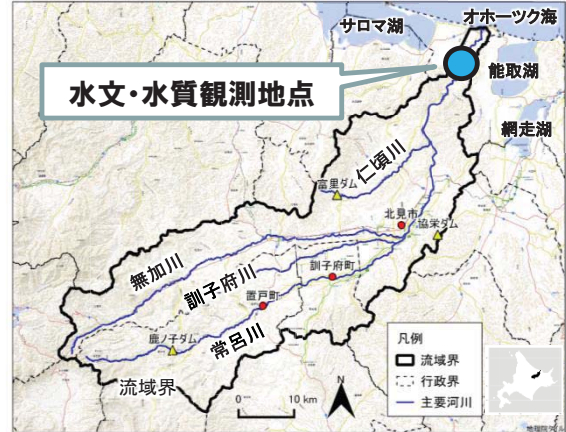 オホーツク海
サロマ湖
能取湖
水文・水質観測地点
網走湖
仁頃川
富里ダム
北見市
協栄ダム
無加川
訓子府川
訓子府町
置戸町
常呂川
鹿ノ子ダム
流域界
凡例
流域界
行政界
主要河川
N
0 10 km